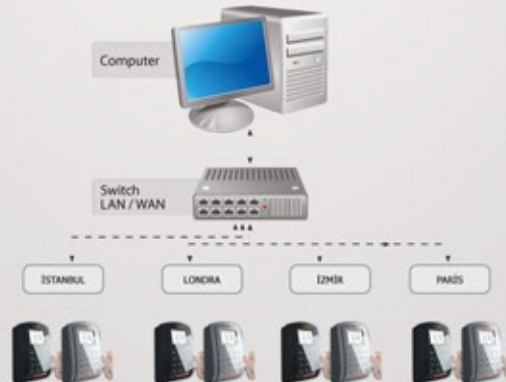 Computer
Switch
LAN / WAN
İSTANBUL
LONDRA
İZMİR
PARİS